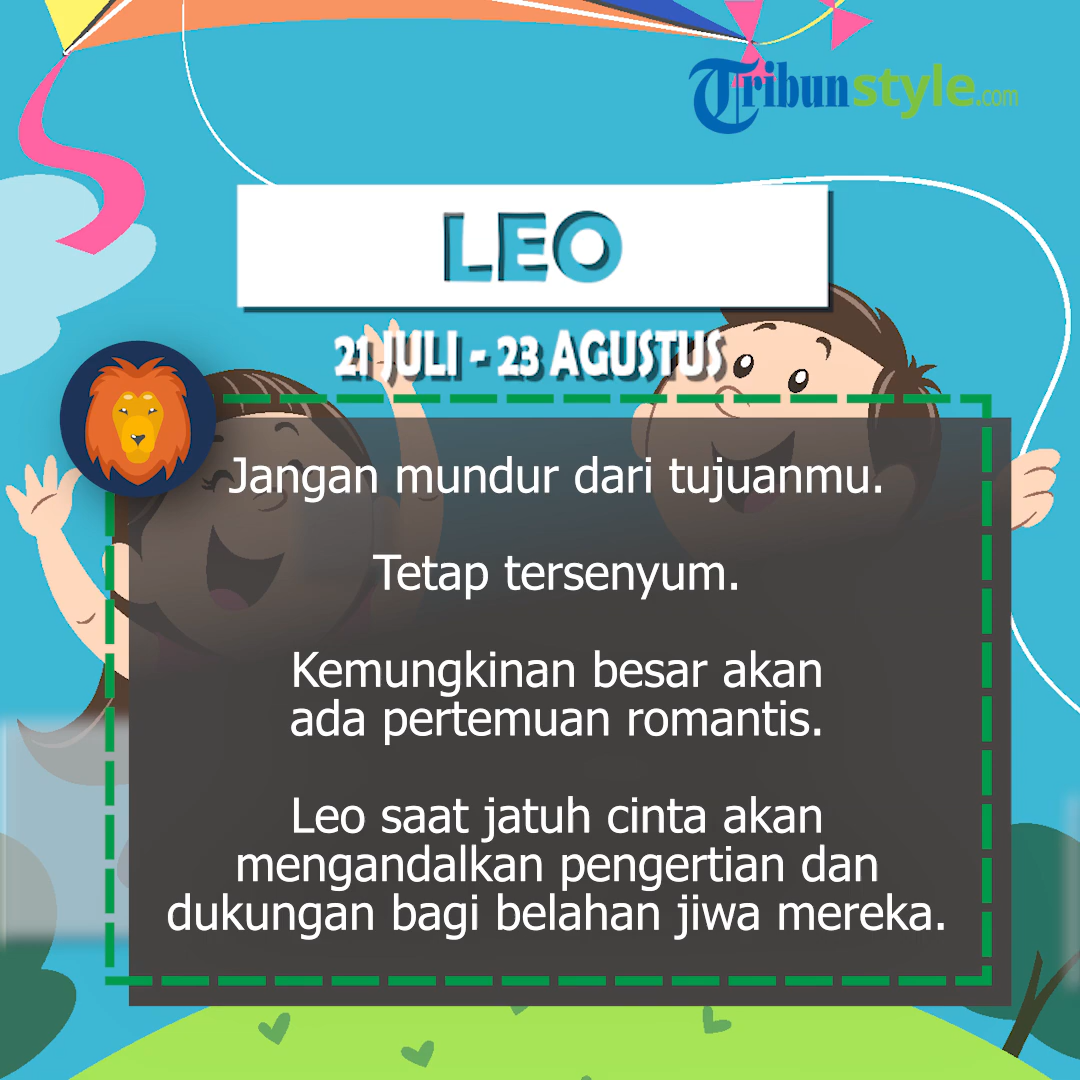 Tribunstyle.com
LEO
21 JULI - 23 AGUSTUS
Jangan mundur dari tujuanmu.
Tetap tersenyum.
Kemungkinan besar akan
ada pertemuan romantis.
Leo saat jatuh cinta akan
mengandalkan pengertian dan
dukungan bagi belahan jiwa mereka.